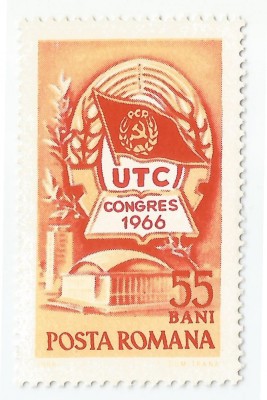 PCR
UTC
CONGRES
1966
55
BANI
POSTA ROMANA